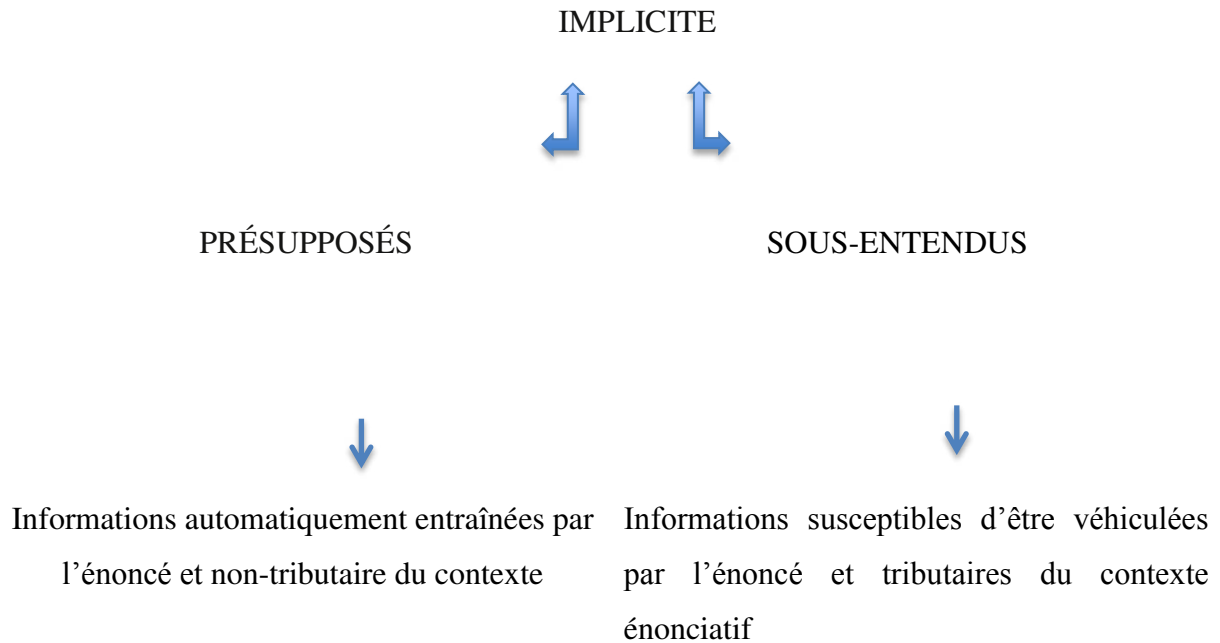 IMPLICITE
PRÉSUPPOSÉS
SOUS-ENTENDUS
Informations automatiquement entraînées par
l’énoncé et non-tributaire du contexte
Informations susceptibles d’être véhiculées
par l’énoncé et tributaires du contexte
énonciatif